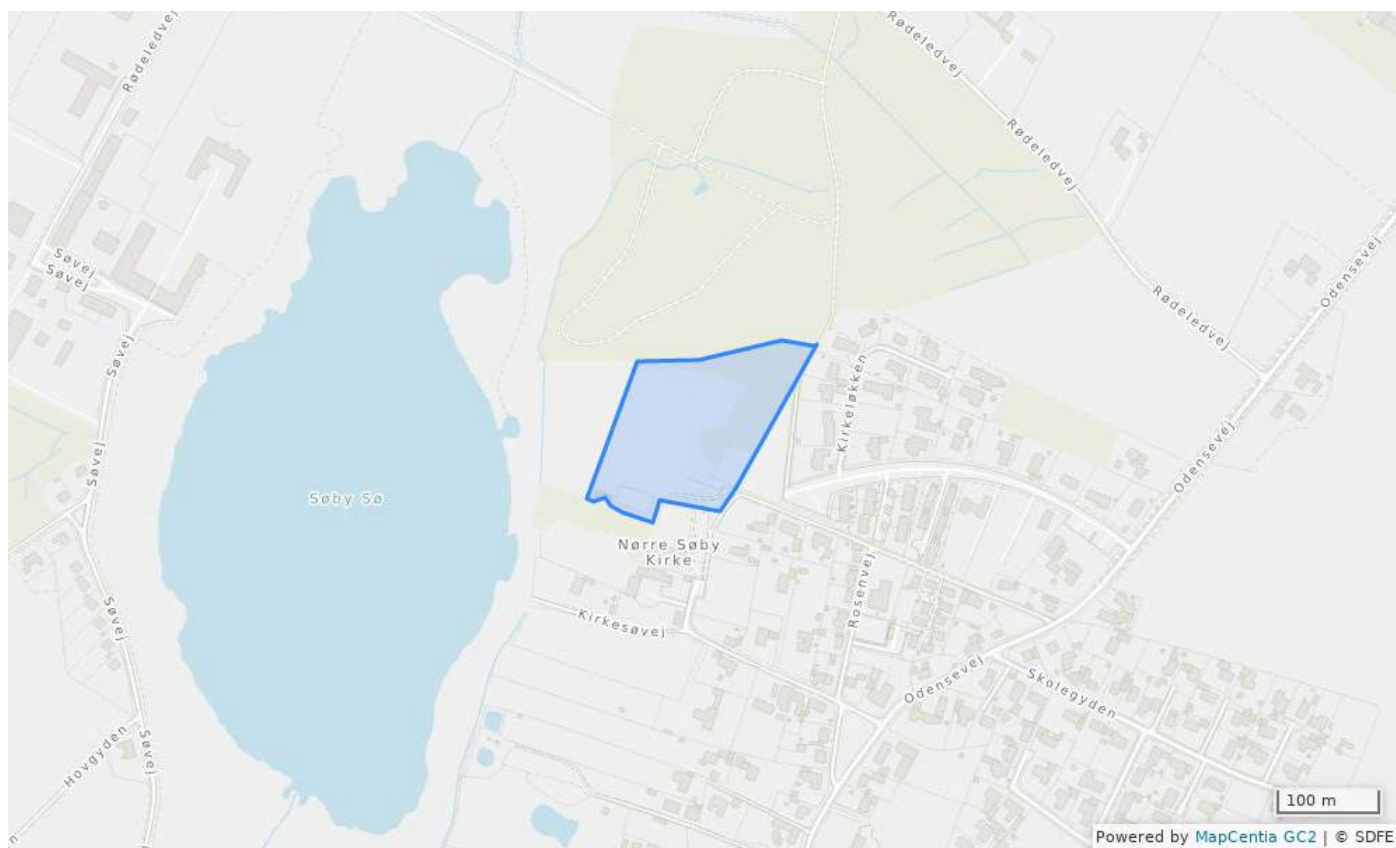 Rødeledvej
Rødeledvej
Rødeledvej
Rødeledvej
Odensevej
Søvej
Søvej
Søvej
Kirkeløkken
Odensevej
Søvej
Søby Sø
Nørre Søby
Kirke
Rosenvej
Søvej
Kirkesøvej
Odensevej
Skolegyden
Hovgyden
Søvej
100 m
Powered by MapCentia GC2 | © SDFE